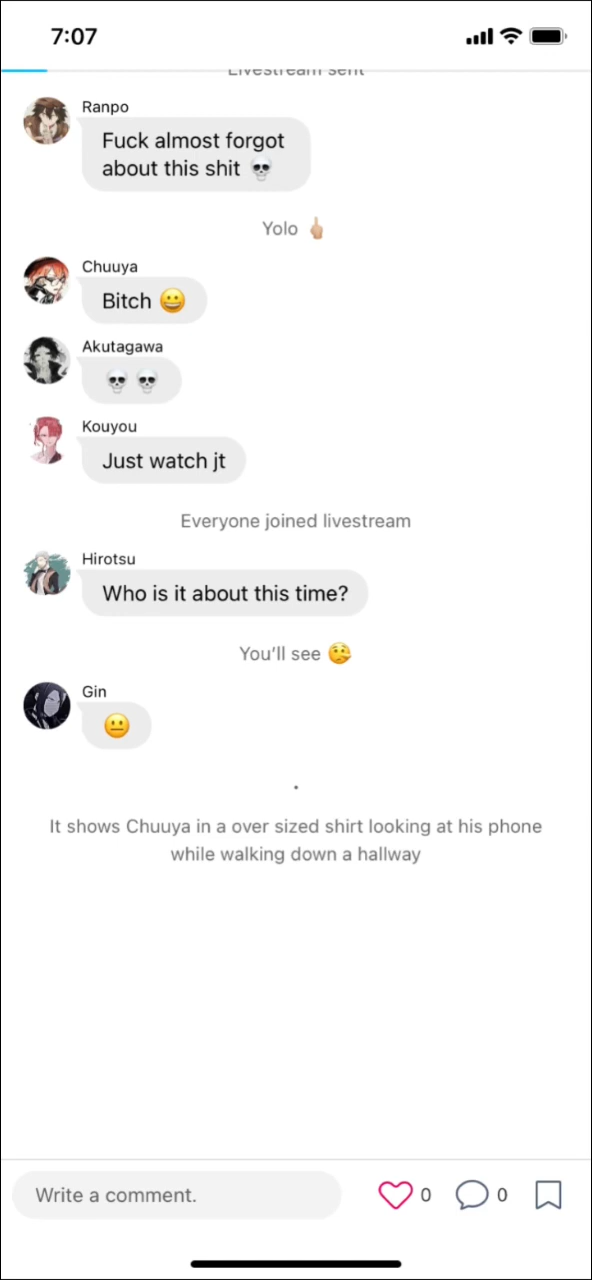 7:07
Livestream sent
Ranpo
Fuck almost forgot
about this shit 💀
Yolo 🖕🏼
Chuuya
Bitch 😀
Akutagawa
💀 💀
Kouyou
Just watch jt
Everyone joined livestream
Hirotsu
Who is it about this time?
You'll see 🤔
Gin
😐
.
It shows Chuuya in a over sized shirt looking at his phone
while walking down a hallway
Write a comment.
0
0